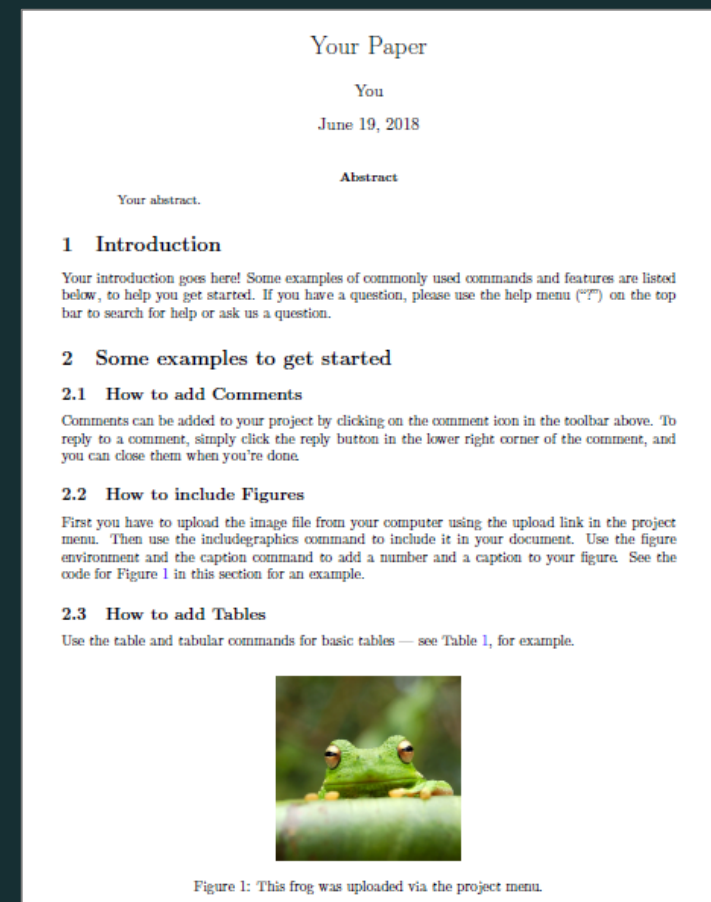 Your Paper
You
June 19, 2018
Abstract
Your abstract.
1 Introduction
Your introduction goes here! Some examples of commonly used commands and features are listed
below, to help you get started. If you have a question, please use the help menu (“?”) on the top
bar to search for help or ask us a question.
2 Some examples to get started
2.1 How to add Comments
Comments can be added to your project by clicking on the comment icon in the toolbar above. To
reply to a comment, simply click the reply button in the lower right corner of the comment, and
you can close them when you’re done.
2.2 How to include Figures
First you have to upload the image file from your computer using the upload link in the project
menu. Then use the includegraphics command to include it in your document. Use the figure
environment and the caption command to add a number and a caption to your figure. See the
code for Figure 1 in this section for an example.
2.3 How to add Tables
Use the table and tabular commands for basic tables — see Table 1, for example.
Figure 1: This frog was uploaded via the project menu.